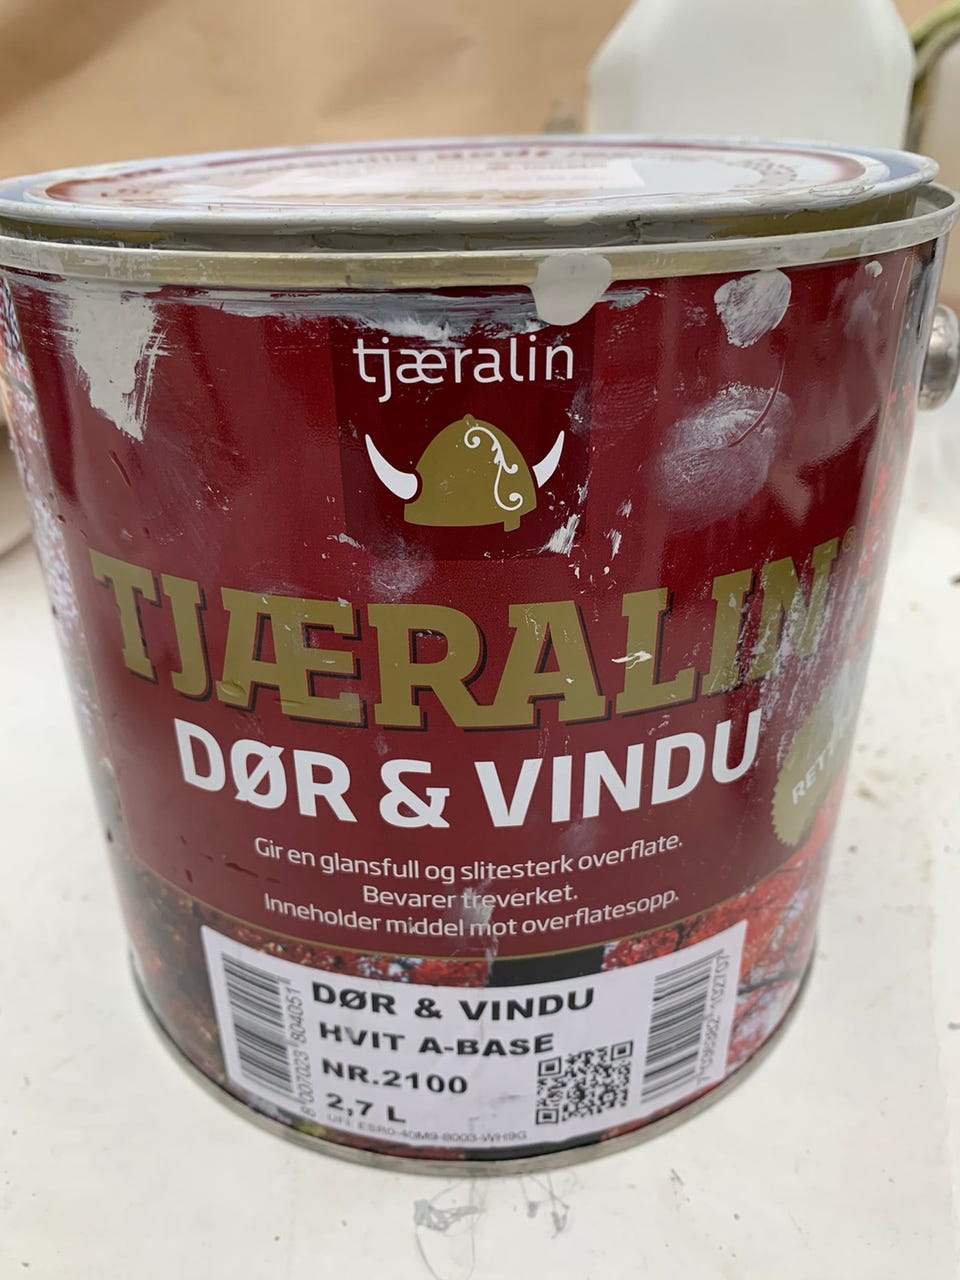 tjæralin
TJÆRALIN®
DØR & VINDU
Gir en glansfull og slitesterk overflate.
Bevarer treverket.
Inneholder middel mot overflatesopp.
DØR & VINDU
HVIT A-BASE
NR.2100
2,7 L